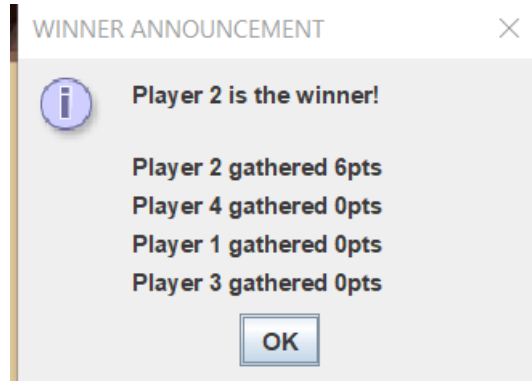 WINNER ANNOUNCEMENT
Player 2 is the winner!
Player 2 gathered 6pts
Player 4 gathered 0pts
Player 1 gathered 0pts
Player 3 gathered 0pts
OK